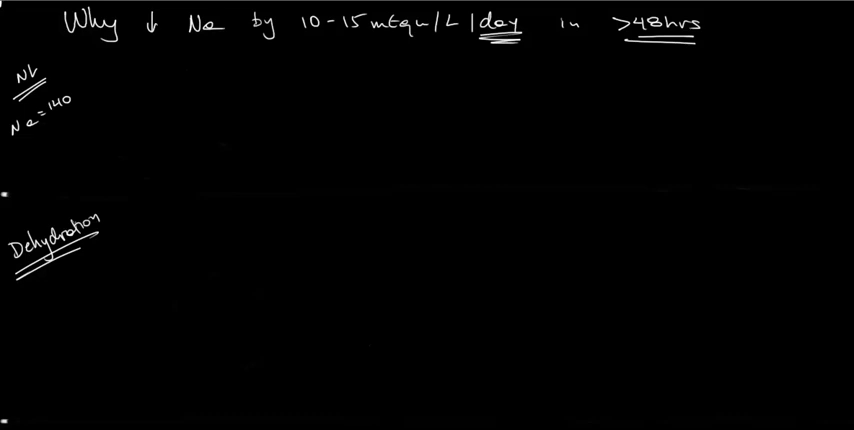 Why ↓ Na by 10-15 mEqu/L/day in >48hrs
NL
Na=140
Dehydration